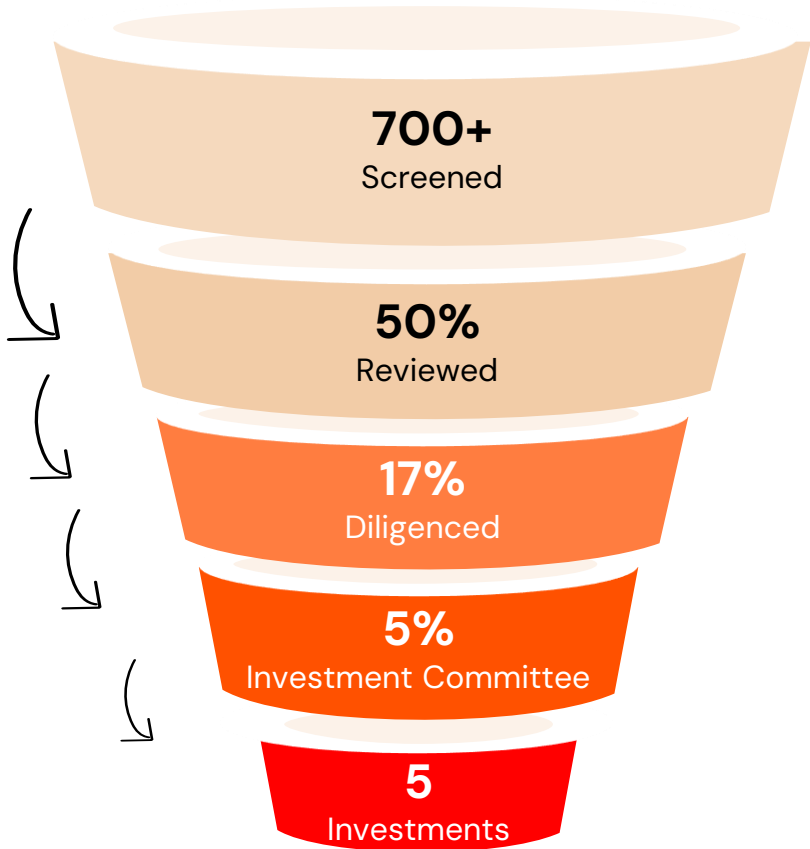 700+
Screened
50%
Reviewed
17%
Diligenced
5%
Investment Committee
5
Investments